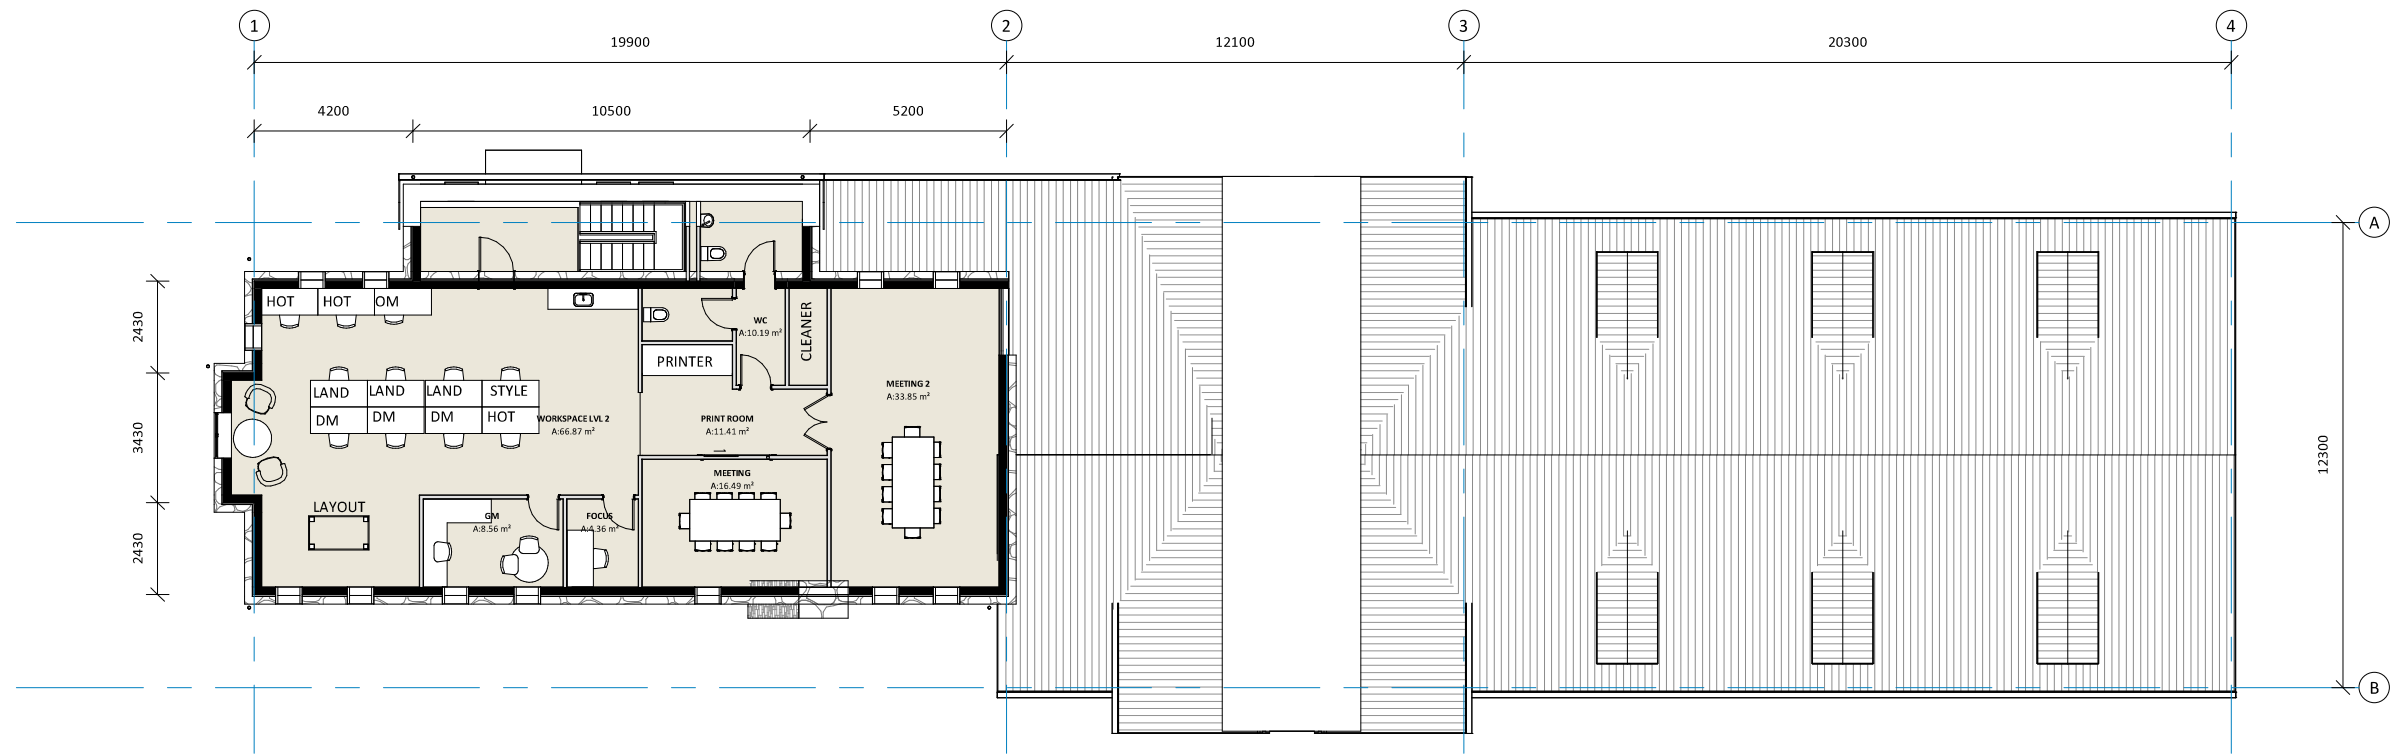 1
2
3
4
19900
12100
20300
4200
10500
5200
A
HOT
HOT
OM
2430
WC
A:10.19 m²
CLEANER
PRINTER
LAND
LAND
LAND
STYLE
DM
DM
DM
HOT
MEETING 2
A:33.85 m²
WORKSPACE LVL 2
A:66.87 m²
PRINT ROOM
A:11.41 m²
3430
12300
MEETING
A:16.49 m²
LAYOUT
GM
A:8.56 m²
FOCUS
A:4.36 m²
2430
B